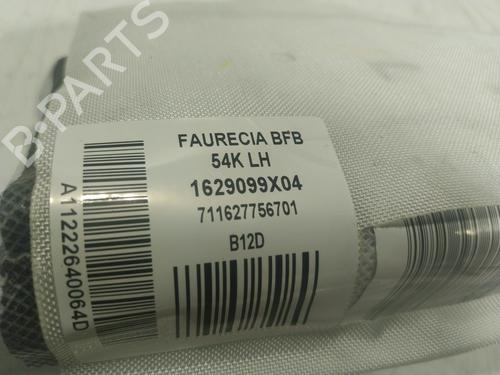 B-PARTS
FAURECIA BFB
54K LH
1629099X04
711627756701
B12D
A11222640064D